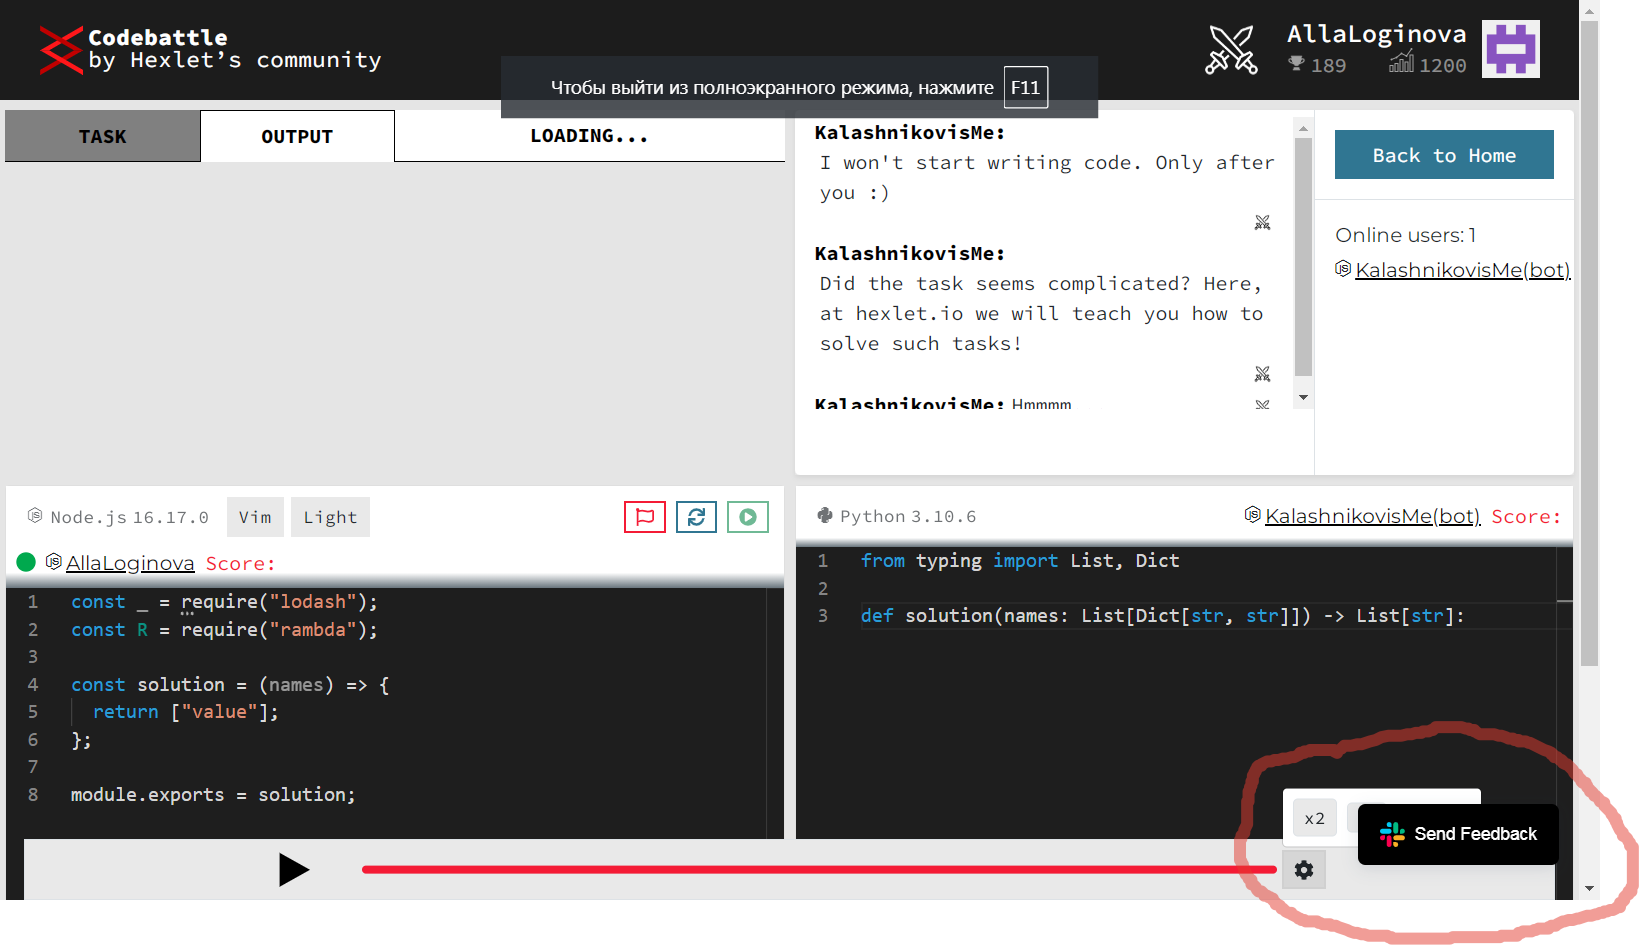 Codebattle
by Hexlet’s community
Чтобы выйти из полноэкранного режима, нажмите F11
AllaLoginova
189 1200
TASK OUTPUT LOADING...
KalashnikovisMe:
I won't start writing code. Only after
you :)
KalashnikovisMe:
Did the task seems complicated? Here,
at hexlet.io we will teach you how to
solve such tasks!
KalashnikovisMe: Hmmmm
Back to Home
Online users: 1
KalashnikovisMe(bot)
Node.js 16.17.0 Vim Light
AllaLoginova Score:
1 const _ = require("lodash");
2 const R = require("rambda");
3
4 const solution = (names) => {
5 return ["value"];
6 };
7
8 module.exports = solution;
Python 3.10.6 KalashnikovisMe(bot) Score:
1 from typing import List, Dict
2
3 def solution(names: List[Dict[str, str]]) -> List[str]:
x2
Send Feedback